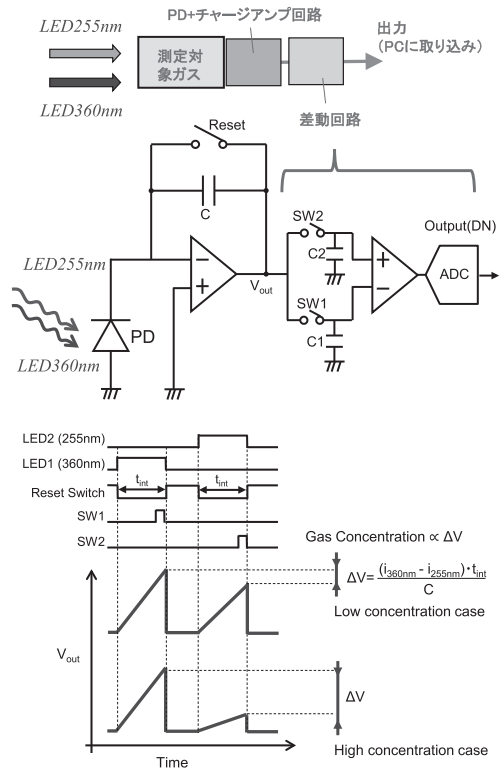 LED255nm
LED360nm
測定対
象ガス
PD+チャージアンプ回路
差動回路
出力
(PCに取り込み)
Reset
C
LED255nm
LED360nm
PD
−
+
Vout
SW2
C2
SW1
C1
+
−
Output(DN)
ADC
LED2 (255nm)
LED1 (360nm)
Reset Switch
tint
tint
SW1
SW2
Gas Concentration ∝ ΔV
ΔV= (i360nm - i255nm)・tint
C
Low concentration case
Vout
ΔV
High concentration case
Time